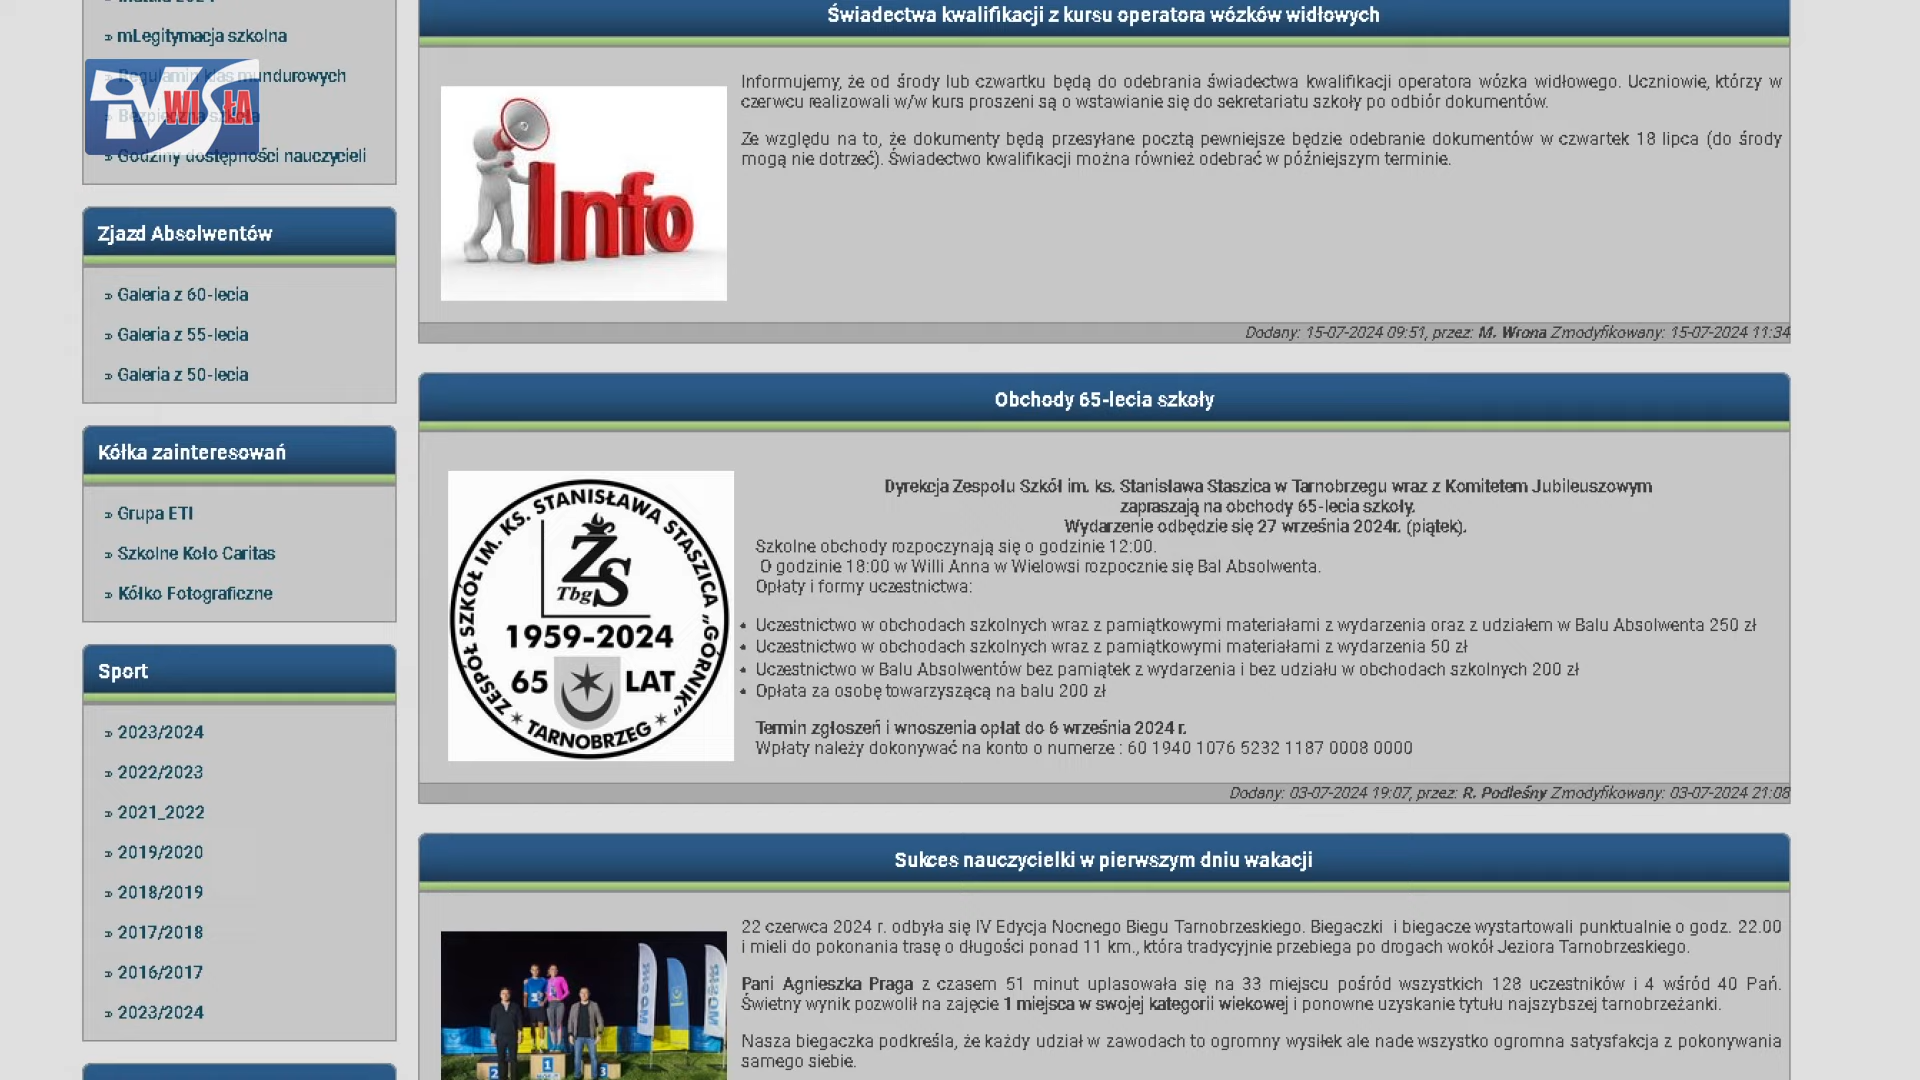 » mLegitymacja szkolna
» Regulamin klas mundurowych
» Bezpieczna szkoła
» Godziny dostępności nauczycieli
iTV WISŁA
Zjazd Absolwentów
» Galeria z 60-lecia
» Galeria z 55-lecia
» Galeria z 50-lecia
Kółka zainteresowań
» Grupa ETI
» Szkolne Koło Caritas
» Kółko Fotograficzne
Sport
» 2023/2024
» 2022/2023
» 2021_2022
» 2019/2020
» 2018/2019
» 2017/2018
» 2016/2017
» 2023/2024
Świadectwa kwalifikacji z kursu operatora wózków widłowych
Info
Informujemy, że od środy lub czwartku będą do odebrania świadectwa kwalifikacji operatora wózka widłowego. Uczniowie, którzy w
czerwcu realizowali w/w kurs proszeni są o wstawianie się do sekretariatu szkoły po odbiór dokumentów.
Ze względu na to, że dokumenty będą przesyłane pocztą pewniejsze będzie odebranie dokumentów w czwartek 18 lipca (do środy
mogą nie dotrzeć). Świadectwo kwalifikacji można również odebrać w późniejszym terminie.
Dodany: 15-07-2024 09:51, przez: M. Wrona Zmodyfikowany: 15-07-2024 11:34
Obchody 65-lecia szkoły
ZESPÓŁ SZKÓŁ IM. KS. STANISŁAWA STASZICA „GÓRNIK”
ZS
Tbg
1959-2024
65 LAT
* TARNOBRZEG *
Dyrekcja Zespołu Szkół im. ks. Stanisława Staszica w Tarnobrzegu wraz z Komitetem Jubileuszowym
zapraszają na obchody 65-lecia szkoły.
Wydarzenie odbędzie się 27 września 2024r. (piątek).
Szkolne obchody rozpoczynają się o godzinie 12:00.
O godzinie 18:00 w Willi Anna w Wielowsi rozpocznie się Bal Absolwenta.
Opłaty i formy uczestnictwa:
• Uczestnictwo w obchodach szkolnych wraz z pamiątkowymi materiałami z wydarzenia oraz z udziałem w Balu Absolwenta 250 zł
• Uczestnictwo w obchodach szkolnych wraz z pamiątkowymi materiałami z wydarzenia 50 zł
• Uczestnictwo w Balu Absolwentów bez pamiątek z wydarzenia i bez udziału w obchodach szkolnych 200 zł
• Opłata za osobę towarzyszącą na balu 200 zł
Termin zgłoszeń i wnoszenia opłat do 6 września 2024 r.
Wpłaty należy dokonywać na konto o numerze : 60 1940 1076 5232 1187 0008 0000
Dodany: 03-07-2024 19:07, przez: R. Podleśny Zmodyfikowany: 03-07-2024 21:08
Sukces nauczycielki w pierwszym dniu wakacji
2 1 3
22 czerwca 2024 r. odbyła się IV Edycja Nocnego Biegu Tarnobrzeskiego. Biegaczki i biegacze wystartowali punktualnie o godz. 22.00
i mieli do pokonania trasę o długości ponad 11 km., która tradycyjnie przebiega po drogach wokół Jeziora Tarnobrzeskiego.
Pani Agnieszka Praga z czasem 51 minut uplasowała się na 33 miejscu pośród wszystkich 128 uczestników i 4 wśród 40 Pań.
Świetny wynik pozwolił na zajęcie 1 miejsca w swojej kategorii wiekowej i ponowne uzyskanie tytułu najszybszej tarnobrzeżanki.
Nasza biegaczka podkreśla, że każdy udział w zawodach to ogromny wysiłek ale nade wszystko ogromna satysfakcja z pokonywania
samego siebie.